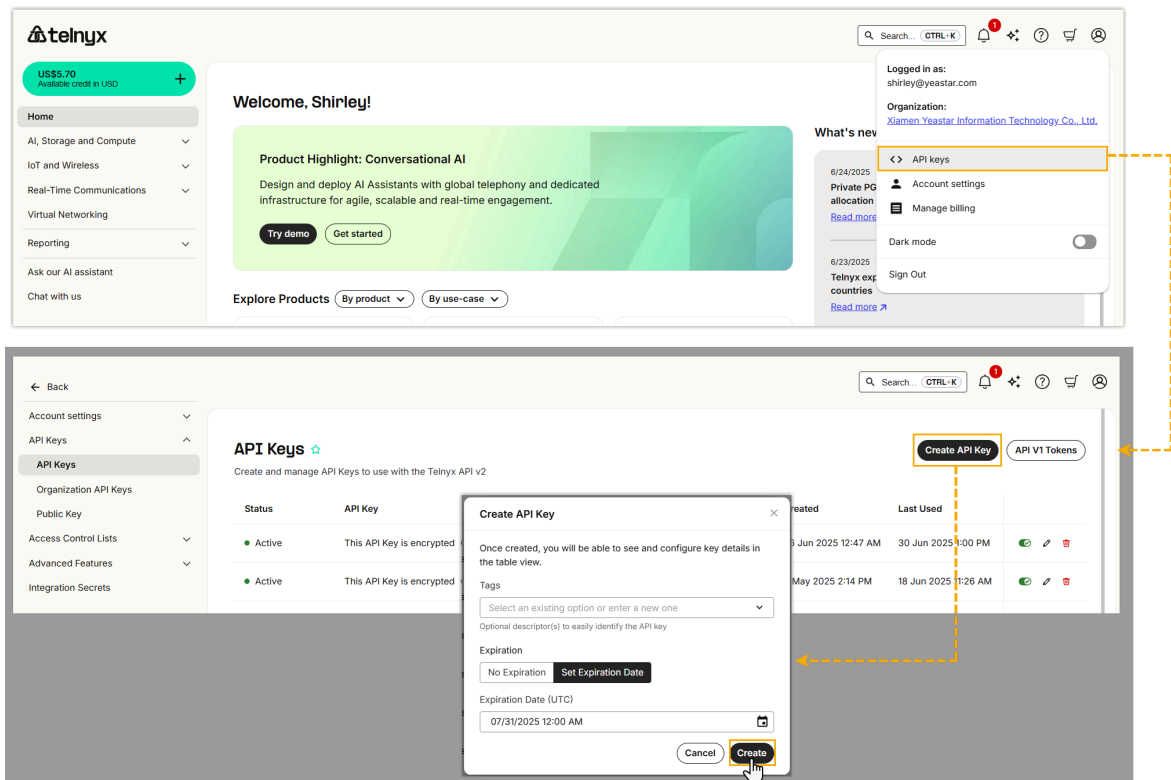 telnyx
Search... CTRL+K
1
US$5.70
Available credit in USD
Home
AI, Storage and Compute
IoT and Wireless
Real-Time Communications
Virtual Networking
Reporting
Ask our AI assistant
Chat with us
Welcome, Shirley!
Product Highlight: Conversational AI
Design and deploy AI Assistants with global telephony and dedicated
infrastructure for agile, scalable and real-time engagement.
Try demo
Get started
Explore Products
By product
By use-case
What's new
6/24/2025
Private PG
allocation
Read more
6/23/2025
Telnyx exp
countries
Read more
Logged in as:
shirley@yeastar.com
Organization:
Xiamen Yeastar Information Technology Co., Ltd.
API keys
Account settings
Manage billing
Dark mode
Sign Out
Back
Search... CTRL+K
1
Account settings
API Keys
API Keys
Organization API Keys
Public Key
Access Control Lists
Advanced Features
Integration Secrets
API Keys
Create and manage API Keys to use with the Telnyx API v2
Create API Key
API V1 Tokens
Status
API Key
reated
Last Used
Active
This API Key is encrypted
6 Jun 2025 12:47 AM
30 Jun 2025 1:00 PM
Active
This API Key is encrypted
May 2025 2:14 PM
18 Jun 2025 11:26 AM
Create API Key
Once created, you will be able to see and configure key details in
the table view.
Tags
Select an existing option or enter a new one
Optional descriptor(s) to easily identify the API key
Expiration
No Expiration
Set Expiration Date
Expiration Date (UTC)
07/31/2025 12:00 AM
Cancel
Create